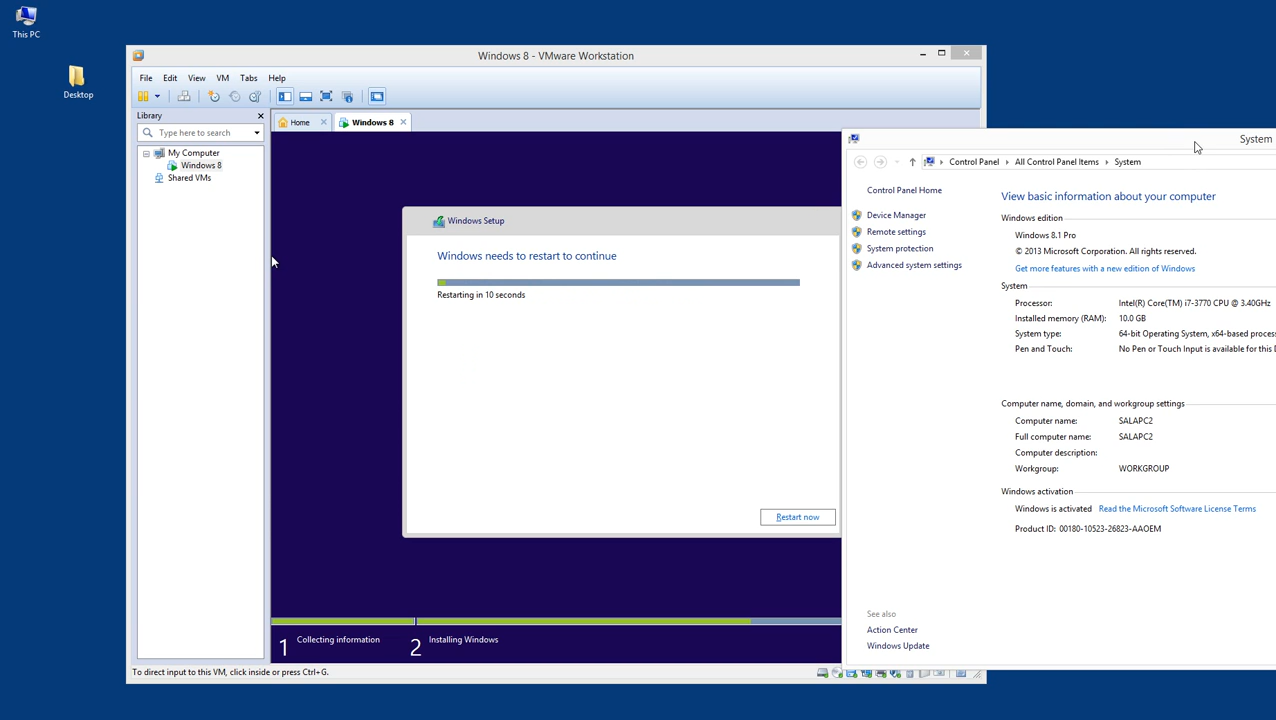 This PC
Desktop
Windows 8 - VMware Workstation
File Edit View VM Tabs Help
Library
Type here to search
My Computer
Windows 8
Shared VMs
Home
Windows 8
Windows Setup
Windows needs to restart to continue
Restarting in 10 seconds
Restart now
1 Collecting information
2 Installing Windows
To direct input to this VM, click inside or press Ctrl+G.
System
Control Panel
All Control Panel Items
System
Control Panel Home
Device Manager
Remote settings
System protection
Advanced system settings
See also
Action Center
Windows Update
View basic information about your computer
Windows edition
Windows 8.1 Pro
© 2013 Microsoft Corporation. All rights reserved.
Get more features with a new edition of Windows
System
Processor: Intel(R) Core(TM) i7-3770 CPU @ 3.40GHz
Installed memory (RAM): 10.0 GB
System type: 64-bit Operating System, x64-based proces
Pen and Touch: No Pen or Touch Input is available for this
Computer name, domain, and workgroup settings
Computer name: SALAPC2
Full computer name: SALAPC2
Computer description:
Workgroup: WORKGROUP
Windows activation
Windows is activated Read the Microsoft Software License Terms
Product ID: 00180-10523-26823-AAOEM